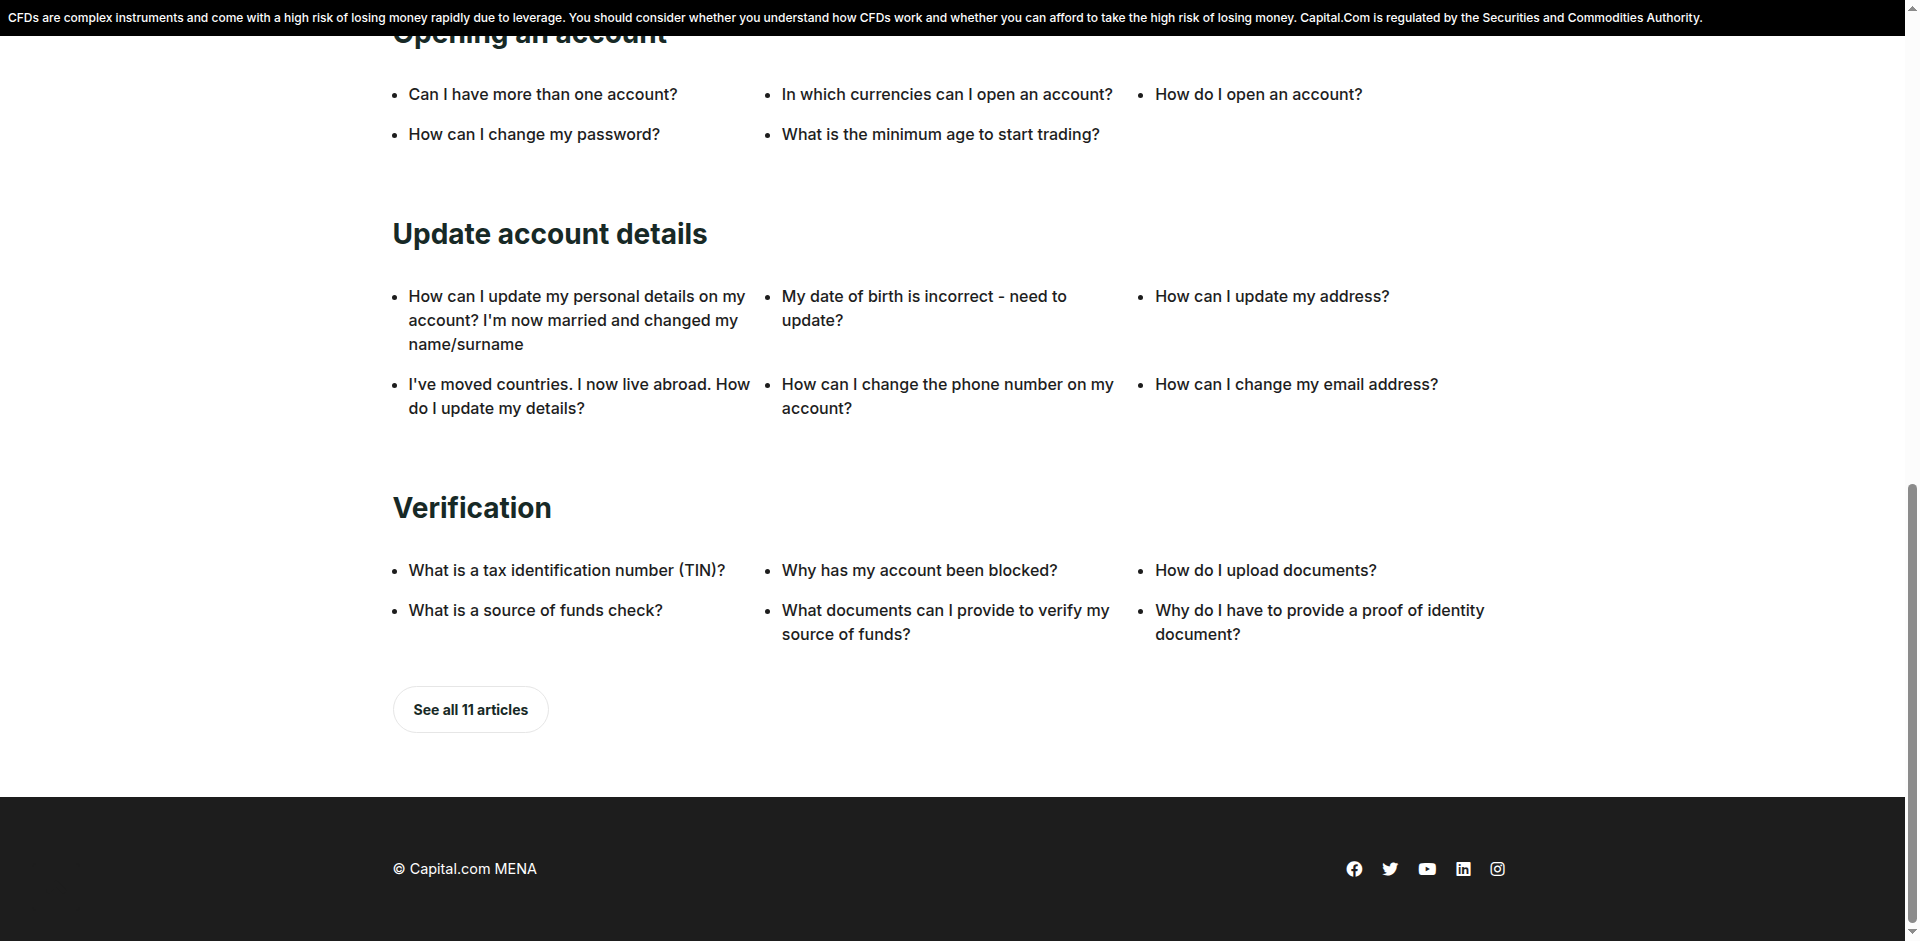 CFDs are complex instruments and come with a high risk of losing money rapidly due to leverage. You should consider whether you understand how CFDs work and whether you can afford to take the high risk of losing money. Capital.Com is regulated by the Securities and Commodities Authority.
Opening an account
Can I have more than one account?
In which currencies can I open an account?
How do I open an account?
How can I change my password?
What is the minimum age to start trading?
Update account details
How can I update my personal details on my
account? I'm now married and changed my
name/surname
My date of birth is incorrect - need to
update?
How can I update my address?
I've moved countries. I now live abroad. How
do I update my details?
How can I change the phone number on my
account?
How can I change my email address?
Verification
What is a tax identification number (TIN)?
Why has my account been blocked?
How do I upload documents?
What is a source of funds check?
What documents can I provide to verify my
source of funds?
Why do I have to provide a proof of identity
document?
See all 11 articles
© Capital.com MENA